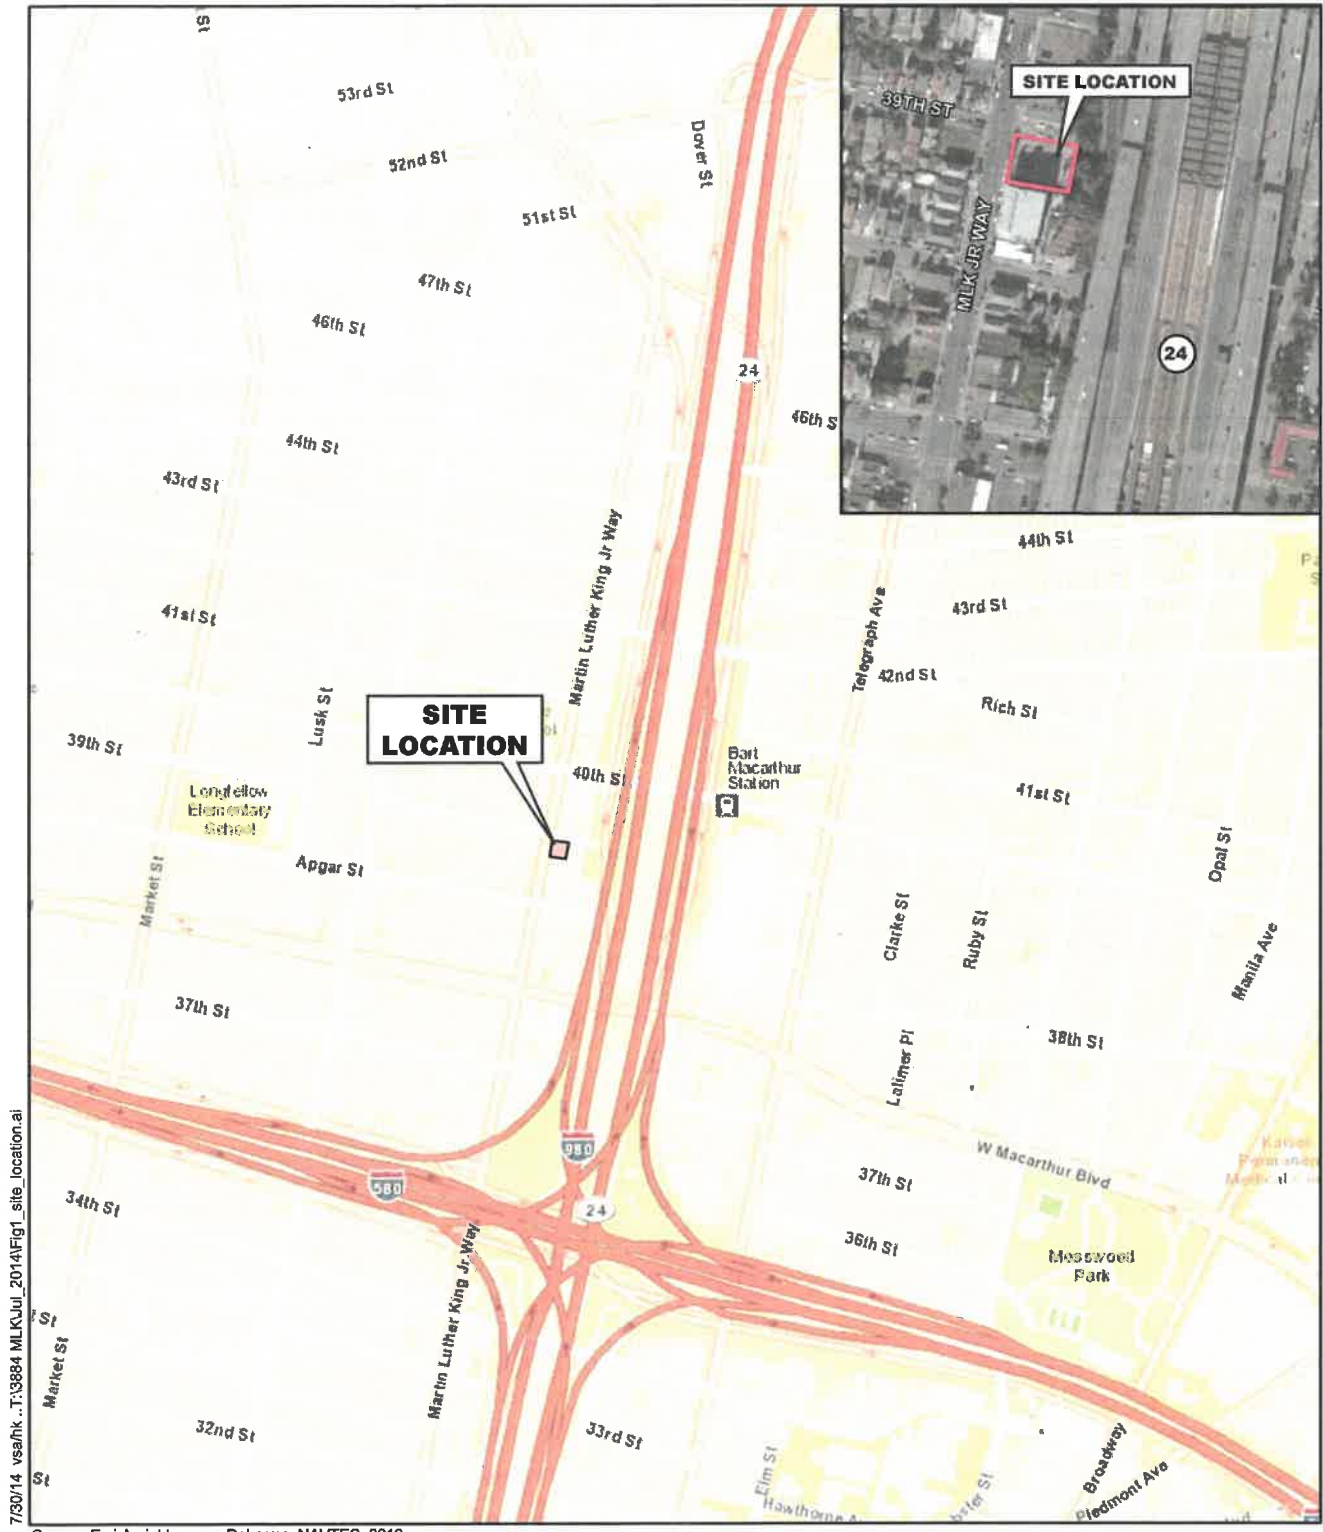 St
53rd St
52nd St
51st St
Dover St
47th St
46th St
24
46th S
44th St
43rd St
Martin Luther King Jr Way
41st St
Lusk St
39th St
SITE
LOCATION
40th St
Bart
Macarthur
Station
Longfellow
Elementary
School
Apgar St
Market St
37th St
SITE LOCATION
39TH ST
MLK JR WAY
24
44th St
43rd St
Telegraph Ave
42nd St
Rich St
41st St
Opal St
Clarke St
Ruby St
Manila Ave
38th St
Latimer Pl
W Macarthur Blvd
Kaiser
37th St
36th St
Mosswood
Park
980
580
24
34th St
Martin Luther King Jr Way
t St
Market St
32nd St
33rd St
St
Elm St
Broadway
Piedmont Ave
7/30/14 vsa/hk ..T:\3884 MLK\Jul_2014\Fig1_site_location.ai